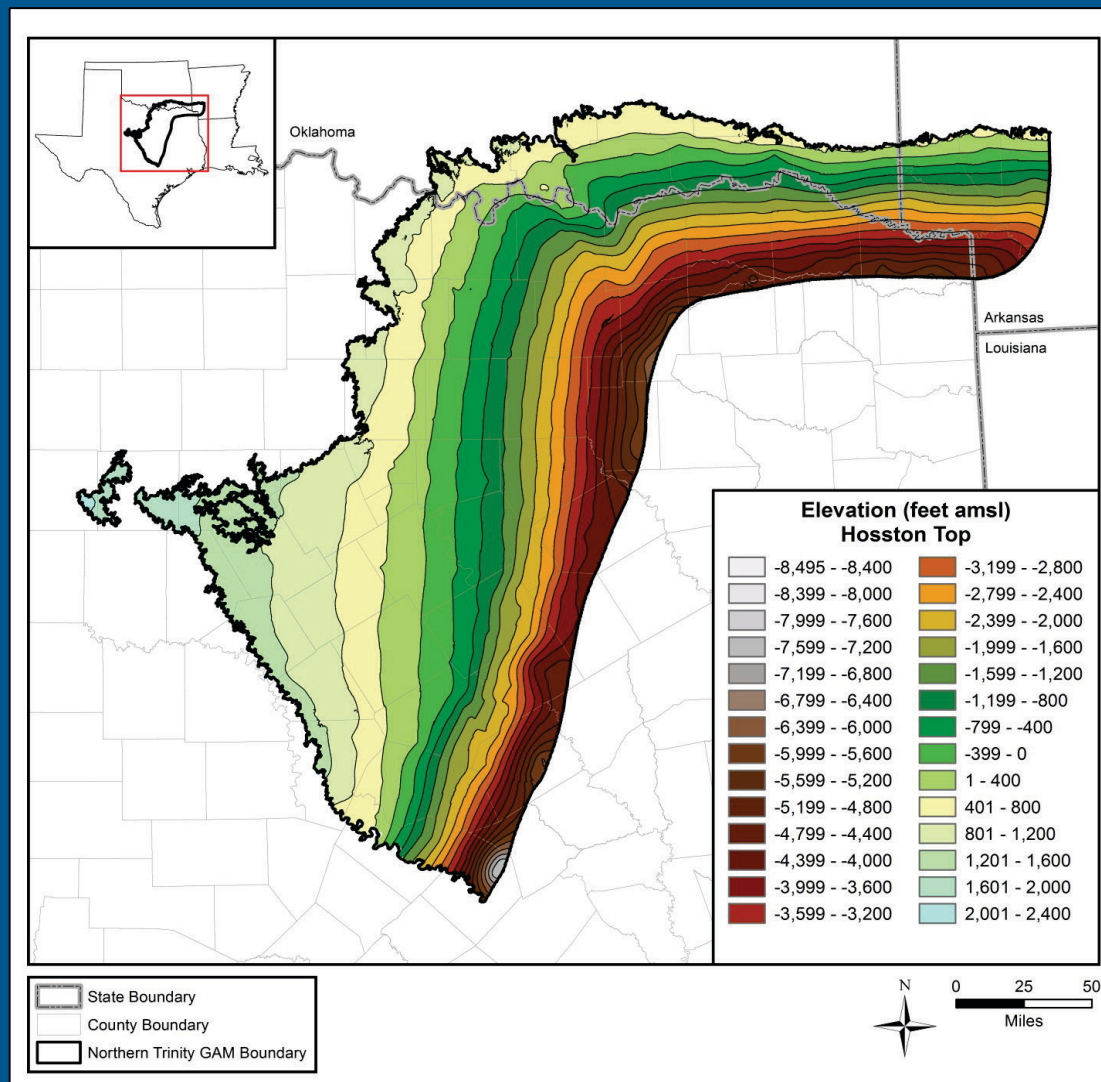 Oklahoma
Arkansas
Louisiana
Elevation (feet amsl)
Hosston Top
-8,495 - -8,400
-8,399 - -8,000
-7,999 - -7,600
-7,599 - -7,200
-7,199 - -6,800
-6,799 - -6,400
-6,399 - -6,000
-5,999 - -5,600
-5,599 - -5,200
-5,199 - -4,800
-4,799 - -4,400
-4,399 - -4,000
-3,999 - -3,600
-3,599 - -3,200
-3,199 - -2,800
-2,799 - -2,400
-2,399 - -2,000
-1,999 - -1,600
-1,599 - -1,200
-1,199 - -800
-799 - -400
-399 - 0
1 - 400
401 - 800
801 - 1,200
1,201 - 1,600
1,601 - 2,000
2,001 - 2,400
State Boundary
County Boundary
Northern Trinity GAM Boundary
N
0 25 50
Miles